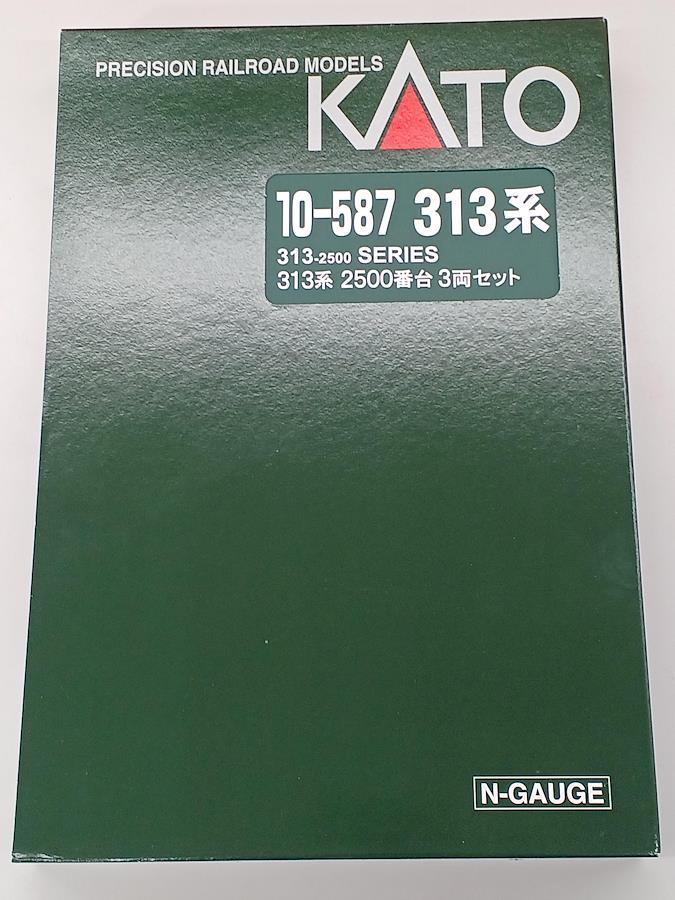 PRECISION RAILROAD MODELS
KATO
10-587 313系
313-2500 SERIES
313系 2500番台 3両セット
N-GAUGE